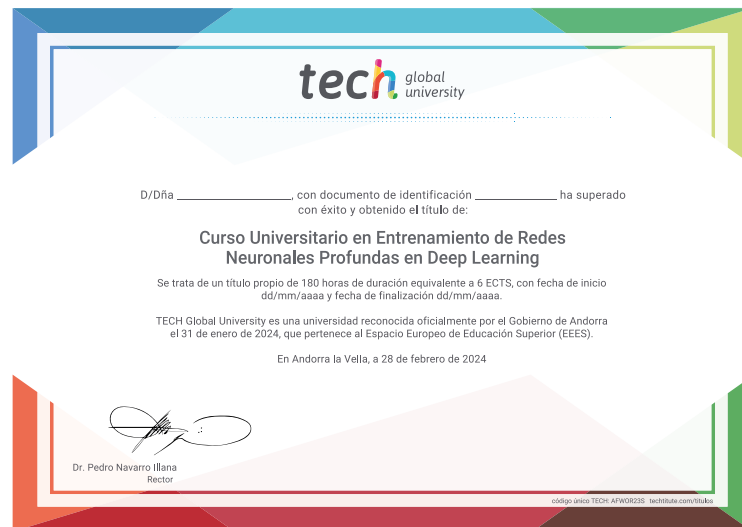 tech global university
D/Dña ____________________, con documento de identificación ______________ ha superado
con éxito y obtenido el título de:
Curso Universitario en Entrenamiento de Redes
Neuronales Profundas en Deep Learning
Se trata de un título propio de 180 horas de duración equivalente a 6 ECTS, con fecha de inicio
dd/mm/aaaa y fecha de finalización dd/mm/aaaa.
TECH Global University es una universidad reconocida oficialmente por el Gobierno de Andorra
el 31 de enero de 2024, que pertenece al Espacio Europeo de Educación Superior (EEES).
En Andorra la Vella, a 28 de febrero de 2024
Dr. Pedro Navarro Illana
Rector
código único TECH: AFWOR23S techtitute.com/titulos